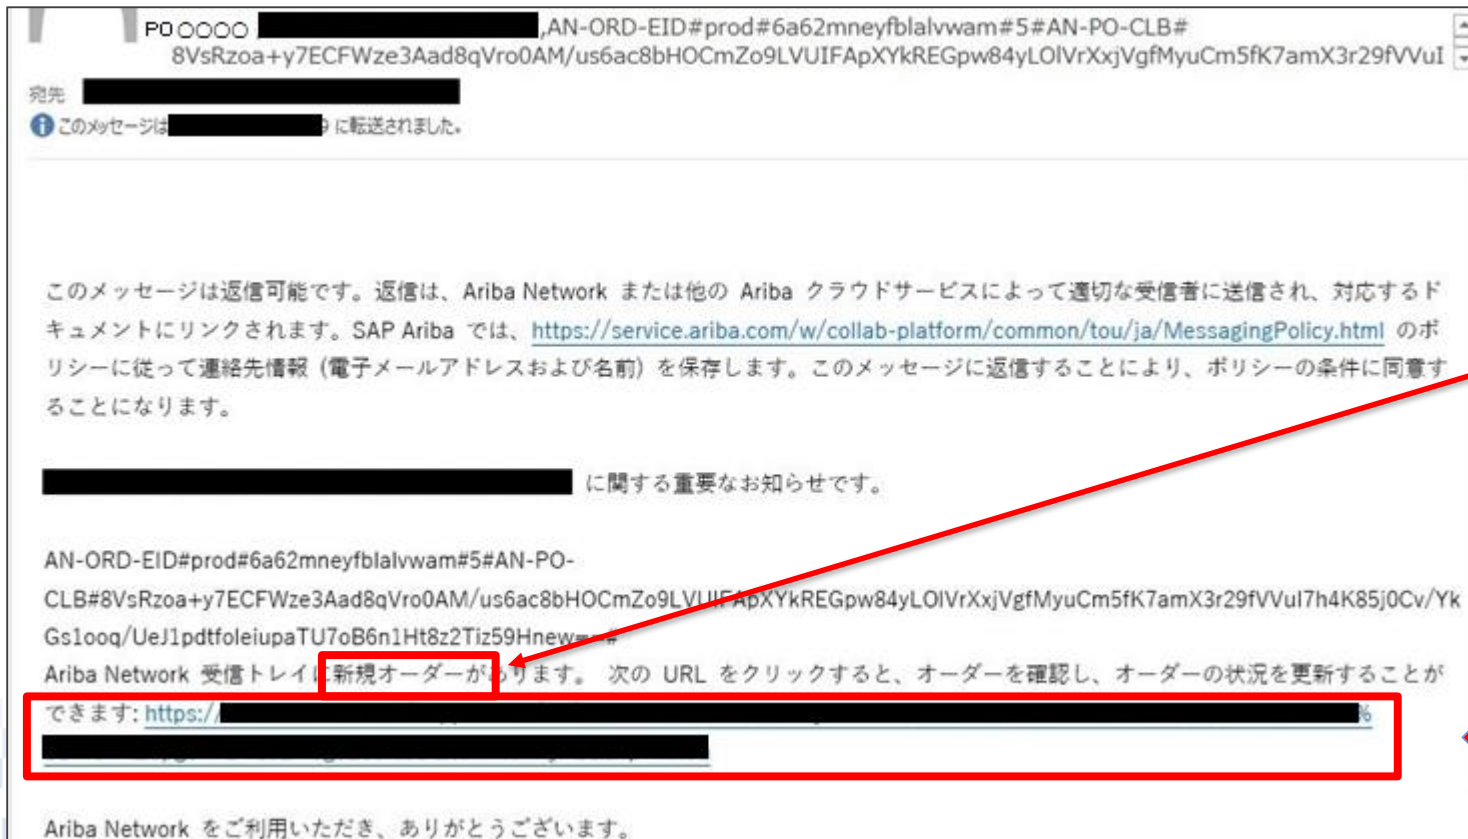 PO○○○○ ,AN-ORD-EID#prod#6a62mneyfblalvwam#5#AN-PO-CLB#
8VsRzoa+y7ECFWze3Aad8qVro0AM/us6ac8bHOCmZo9LVUIFApXYkREGpw84yLOlVrXxjVgfMyuCm5fK7amX3r29fVVuI
宛先
このメッセージは に転送されました。
このメッセージは返信可能です。返信は、Ariba Network または他の Ariba クラウドサービスによって適切な受信者に送信され、対応するド
キュメントにリンクされます。SAP Ariba では、https://service.ariba.com/w/collab-platform/common/tou/ja/MessagingPolicy.html のポ
リシーに従って連絡先情報 (電子メールアドレスおよび名前) を保存します。このメッセージに返信することにより、ポリシーの条件に同意す
ることになります。
に関する重要なお知らせです。
AN-ORD-EID#prod#6a62mneyfblalvwam#5#AN-PO-
CLB#8VsRzoa+y7ECFWze3Aad8qVro0AM/us6ac8bHOCmZo9LVUIFApXYkREGpw84yLOlVrXxjVgfMyuCm5fK7amX3r29fVVuI7h4K85j0Cv/Yk
Gs1ooq/UeJ1pdtfoleiupaTU7oB6n1Ht8z2Tiz59Hnew==#
Ariba Network 受信トレイに新規オーダーがあります。 次の URL をクリックすると、オーダーを確認し、オーダーの状況を更新することが
できます: https:// %
Ariba Network をご利用いただき、ありがとうございます。